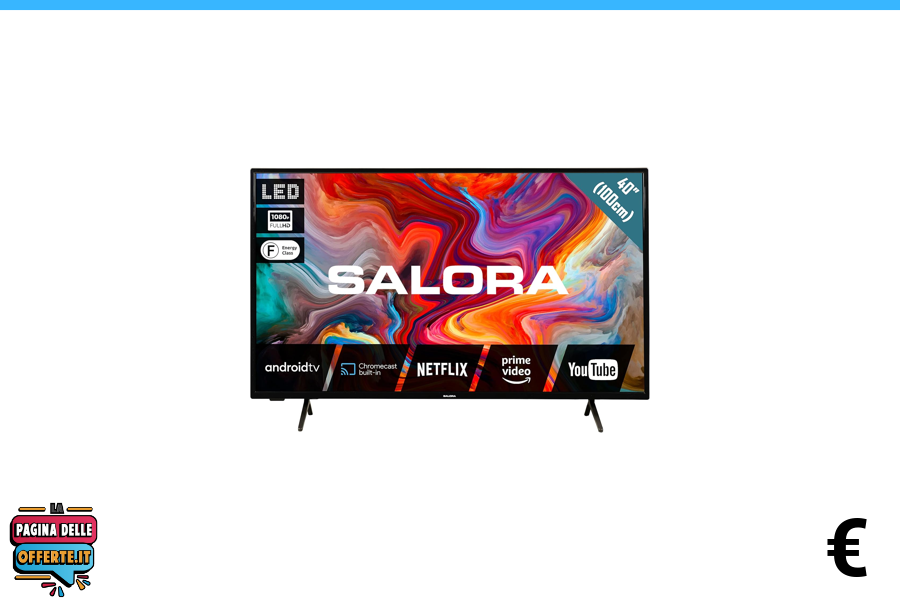 LED
1080p
FULL HD
F Energy Class
40"
(100cm)
SALORA
androidtv
Chromecast built-in
NETFLIX
prime video
YouTube
SALORA
LA
PAGINA DELLE
OFFERTE.IT
€